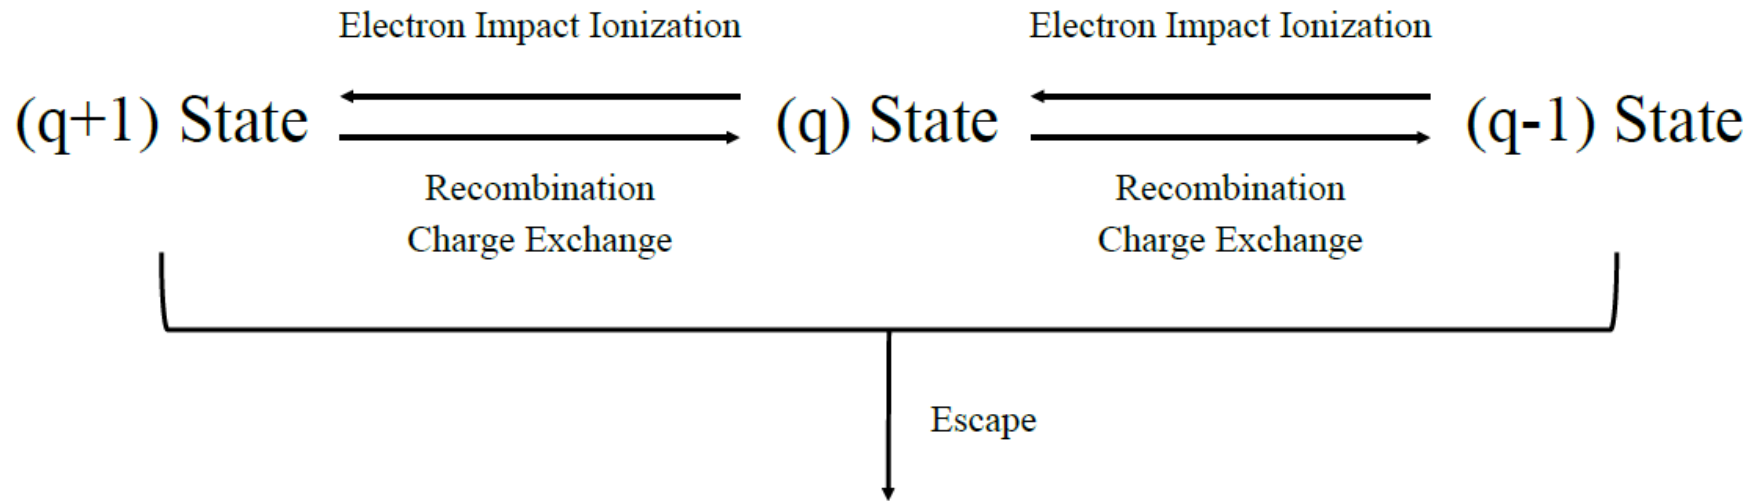 Electron Impact Ionization
Electron Impact Ionization
(q+1) State
(q) State
(q-1) State
Recombination
Charge Exchange
Recombination
Charge Exchange
Escape